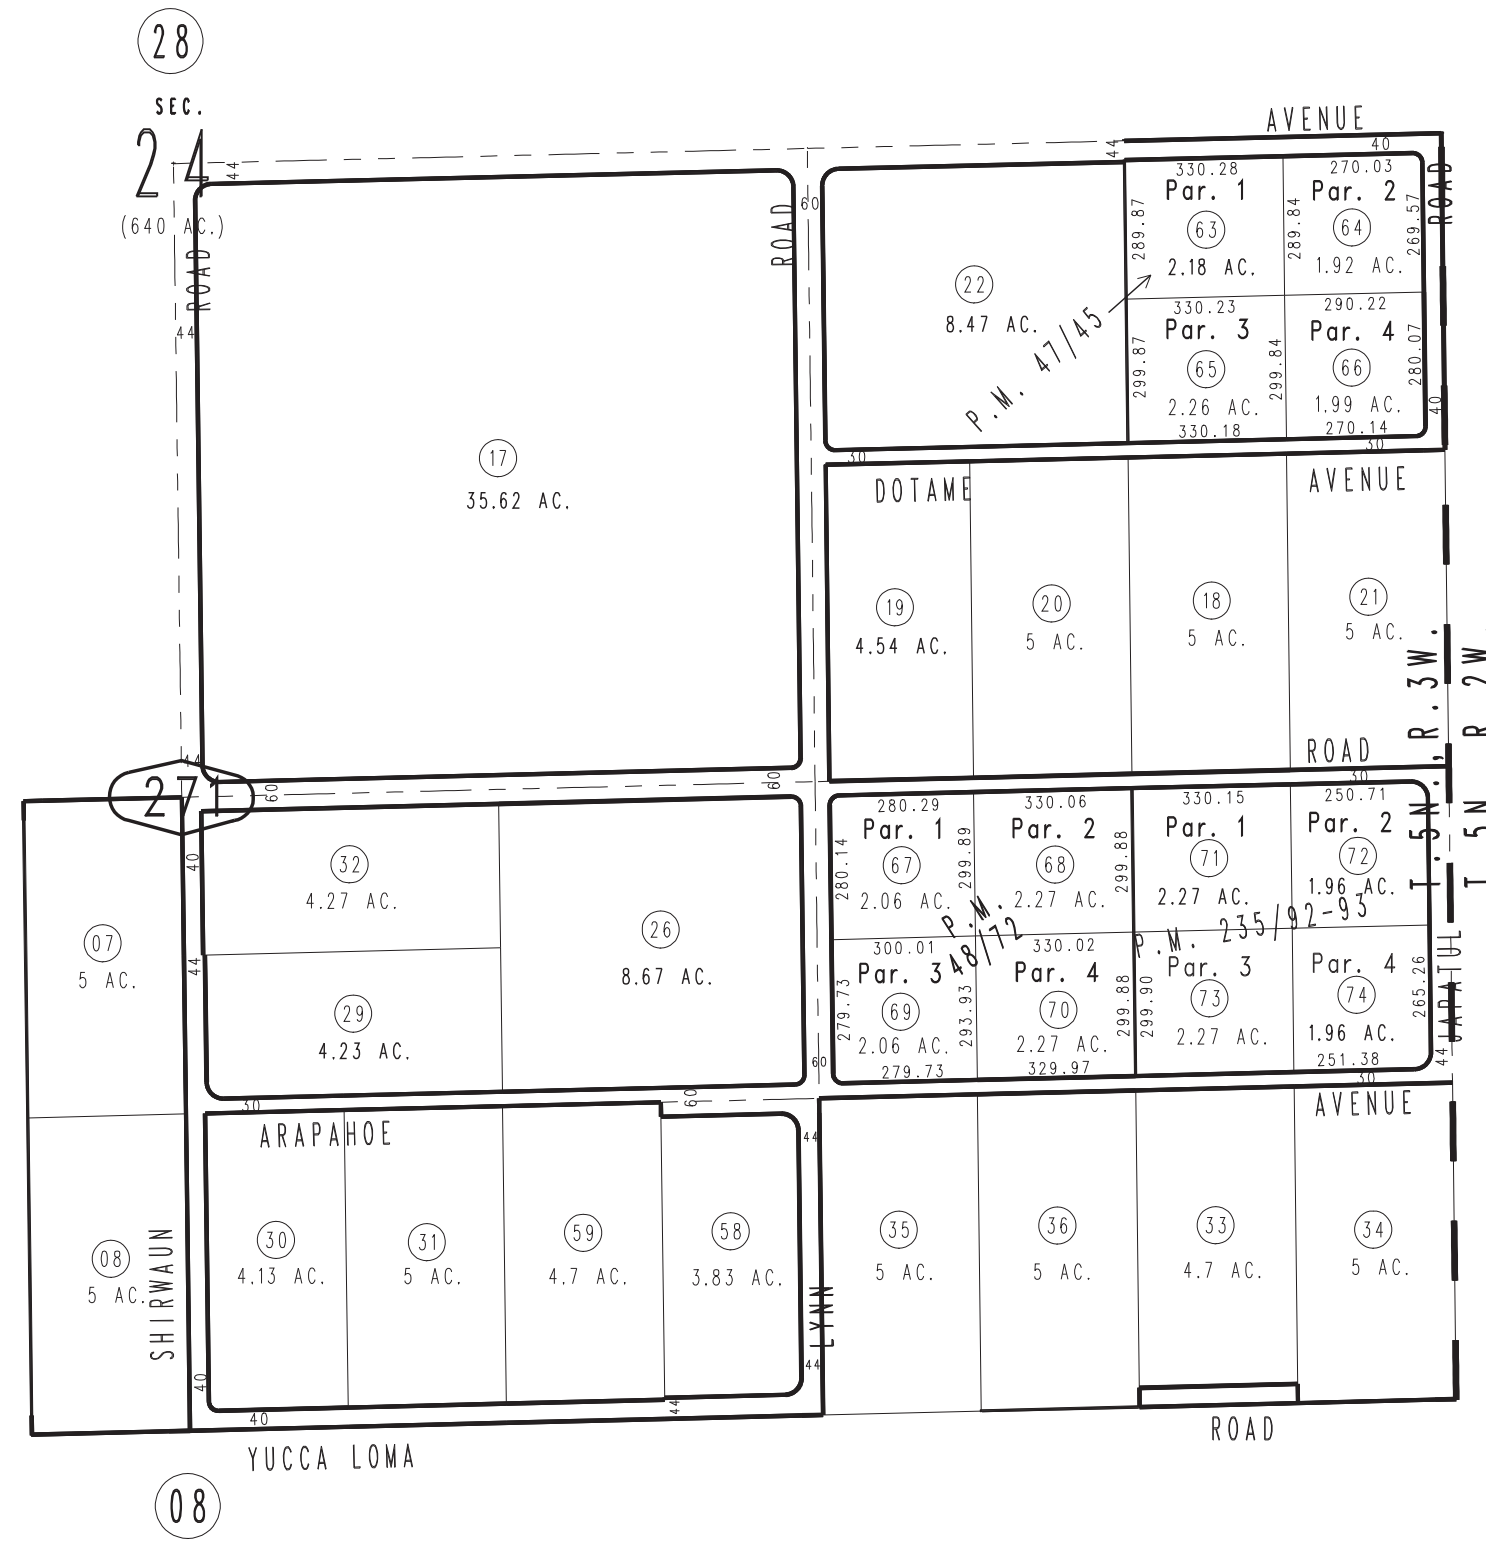 28
SEC.
24
(640 AC.)
AVENUE
44
44
40
330.28
270.03
Par. 1
Par. 2
ROAD
60
ROAD
ROAD
289.87
63
289.84
64
269.57
2.18 AC.
1.92 AC.
22
8.47 AC.
P.M. 47/45
330.23
290.22
Par. 3
Par. 4
44
299.87
65
299.84
66
280.07
2.26 AC.
1.99 AC.
40
330.18
270.14
30
30
17
35.62 AC.
DOTAME
AVENUE
19
4.54 AC.
20
5 AC.
18
5 AC.
21
5 AC.
T.5N., R.3W.
T.5N R 2W.
ROAD
44
271
60
60
30
280.29
330.06
330.15
250.71
Par. 1
Par. 2
Par. 1
Par. 2
40
32
4.27 AC.
280.14
67
299.89
68
299.88
71
72
2.06 AC.
2.27 AC.
2.27 AC.
1.96 AC.
P.M.
48/72
P.M. 235/92-93
07
5 AC.
26
8.67 AC.
44
300.01
330.02
Par. 3
Par. 4
Par. 3
Par. 4
JAPATUL
29
4.23 AC.
279.73
69
293.93
70
299.88
299.90
73
74
265.26
2.06 AC.
2.27 AC.
2.27 AC.
1.96 AC.
60
279.73
329.97
251.38
44
30
60
30
ARAPAHOE
44
AVENUE
08
5 AC.
SHIRWAUN
30
4.13 AC.
31
5 AC.
59
4.7 AC.
58
3.83 AC.
LYNN
35
5 AC.
36
5 AC.
33
4.7 AC.
34
5 AC.
44
40
40
44
YUCCA LOMA
ROAD
08